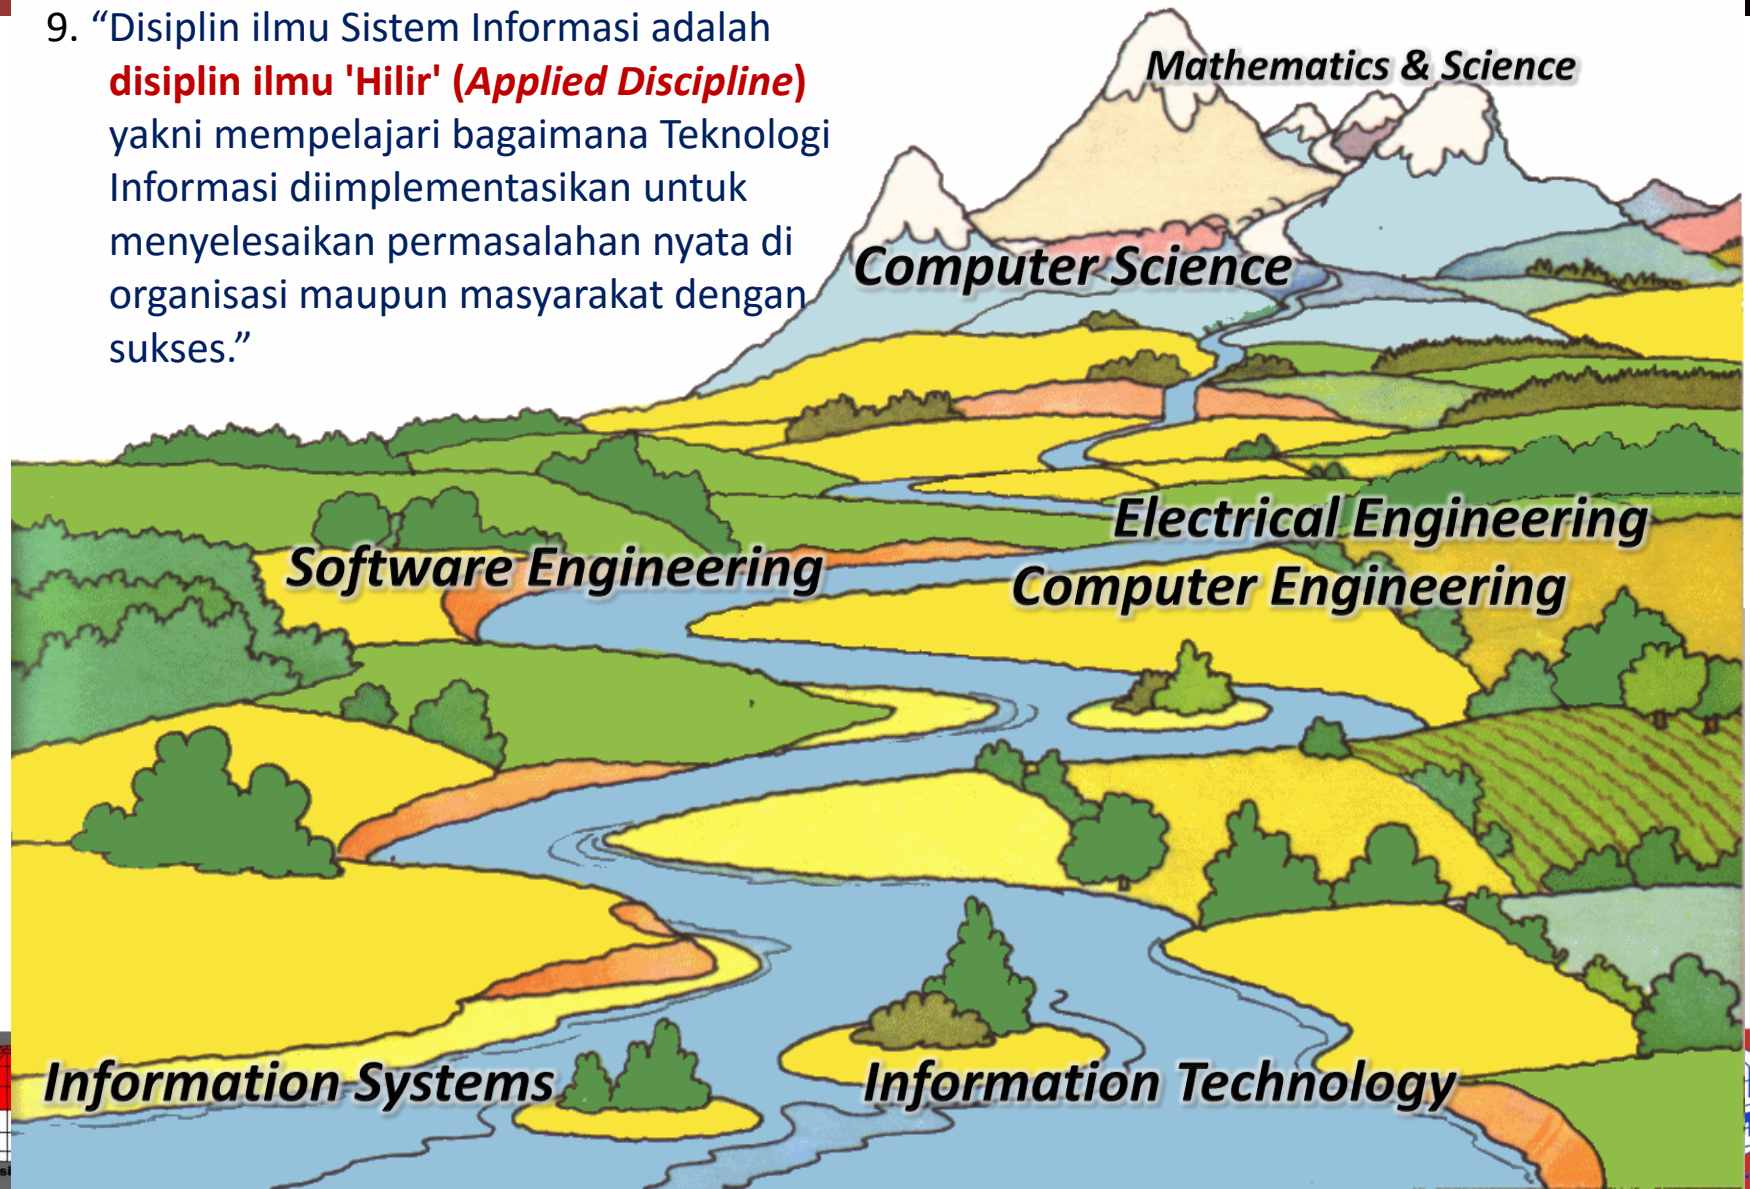 9. “Disiplin ilmu Sistem Informasi adalah
disiplin ilmu 'Hilir' (Applied Discipline)
yakni mempelajari bagaimana Teknologi
Informasi diimplementasikan untuk
menyelesaikan permasalahan nyata di
organisasi maupun masyarakat dengan
sukses.”
Mathematics & Science
Computer Science
Electrical Engineering
Software Engineering
Computer Engineering
Information Systems
Information Technology